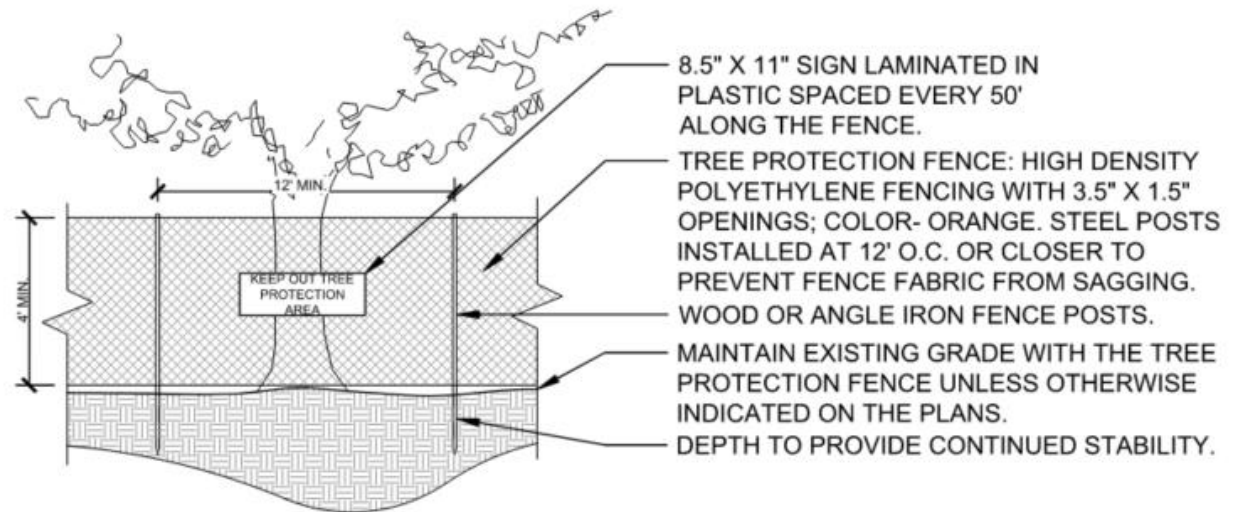 8.5" X 11" SIGN LAMINATED IN
PLASTIC SPACED EVERY 50'
ALONG THE FENCE.
TREE PROTECTION FENCE: HIGH DENSITY
POLYETHYLENE FENCING WITH 3.5" X 1.5"
OPENINGS; COLOR- ORANGE. STEEL POSTS
INSTALLED AT 12' O.C. OR CLOSER TO
PREVENT FENCE FABRIC FROM SAGGING.
WOOD OR ANGLE IRON FENCE POSTS.
MAINTAIN EXISTING GRADE WITH THE TREE
PROTECTION FENCE UNLESS OTHERWISE
INDICATED ON THE PLANS.
DEPTH TO PROVIDE CONTINUED STABILITY.
12' MIN.
4' MIN.
KEEP OUT TREE
PROTECTION
AREA